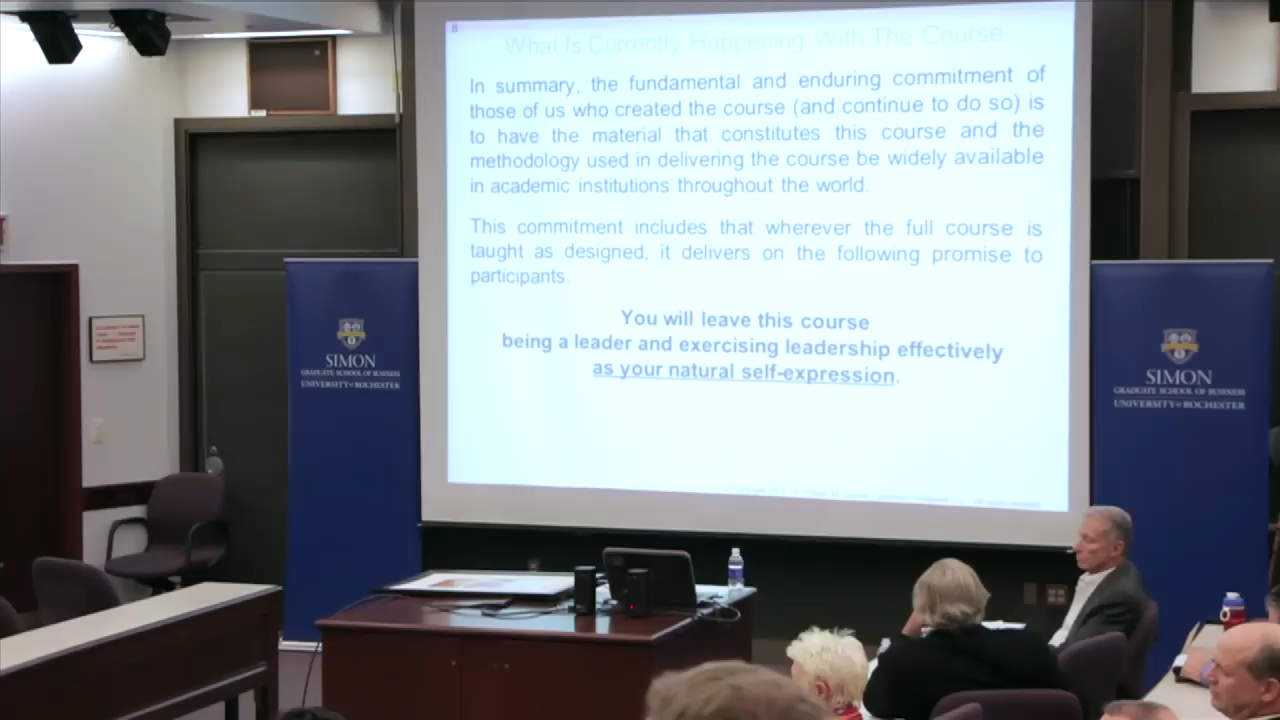 8
What Is Currently Happening With The Course
In summary, the fundamental and enduring commitment of
those of us who created the course (and continue to do so) is
to have the material that constitutes this course and the
methodology used in delivering the course be widely available
in academic institutions throughout the world.
This commitment includes that wherever the full course is
taught as designed, it delivers on the following promise to
participants.
You will leave this course
being a leader and exercising leadership effectively
as your natural self-expression.
SIMON
GRADUATE SCHOOL OF BUSINESS
UNIVERSITY of ROCHESTER
SIMON
GRADUATE SCHOOL OF BUSINESS
UNIVERSITY of ROCHESTER